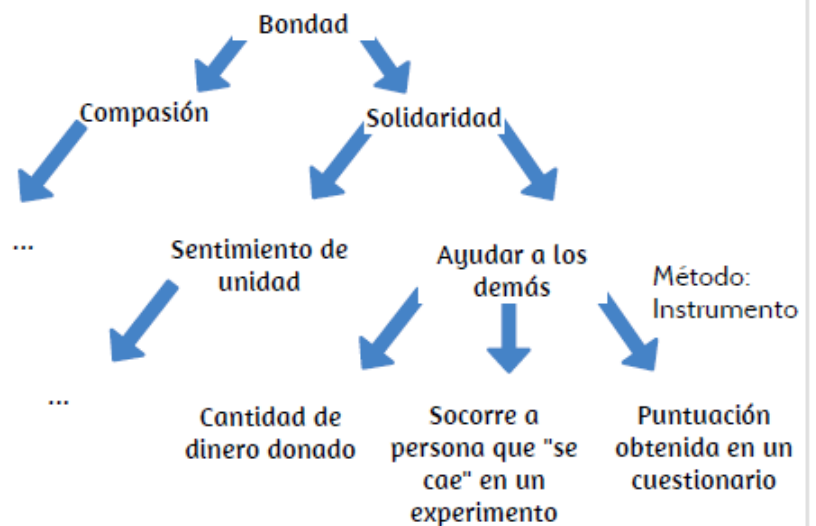 Bondad
Compasión
Solidaridad
...
Sentimiento de
unidad
Ayudar a los
demás
Método:
Instrumento
...
Cantidad de
dinero donado
Socorre a
persona que "se
cae" en un
experimento
Puntuación
obtenida en un
cuestionario